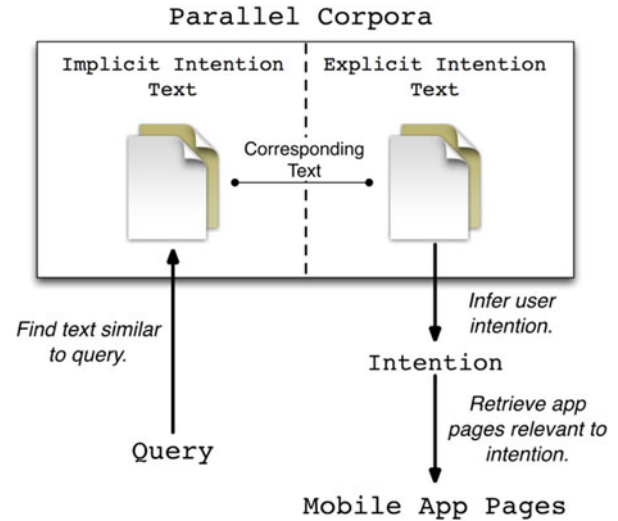 Parallel Corpora
Implicit Intention
Text
Explicit Intention
Text
Corresponding
Text
Find text similar
to query.
Query
Infer user
intention.
Intention
Retrieve app
pages relevant to
intention.
Mobile App Pages